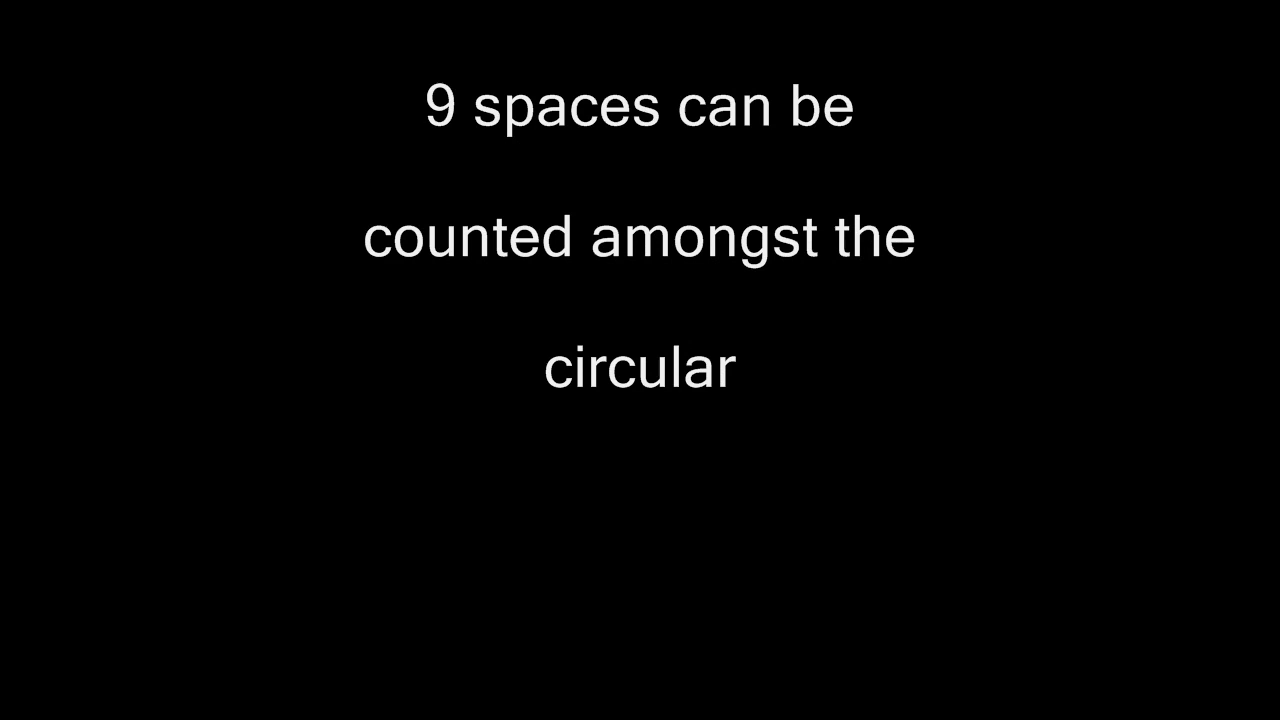 9 spaces can be
counted amongst the
circular